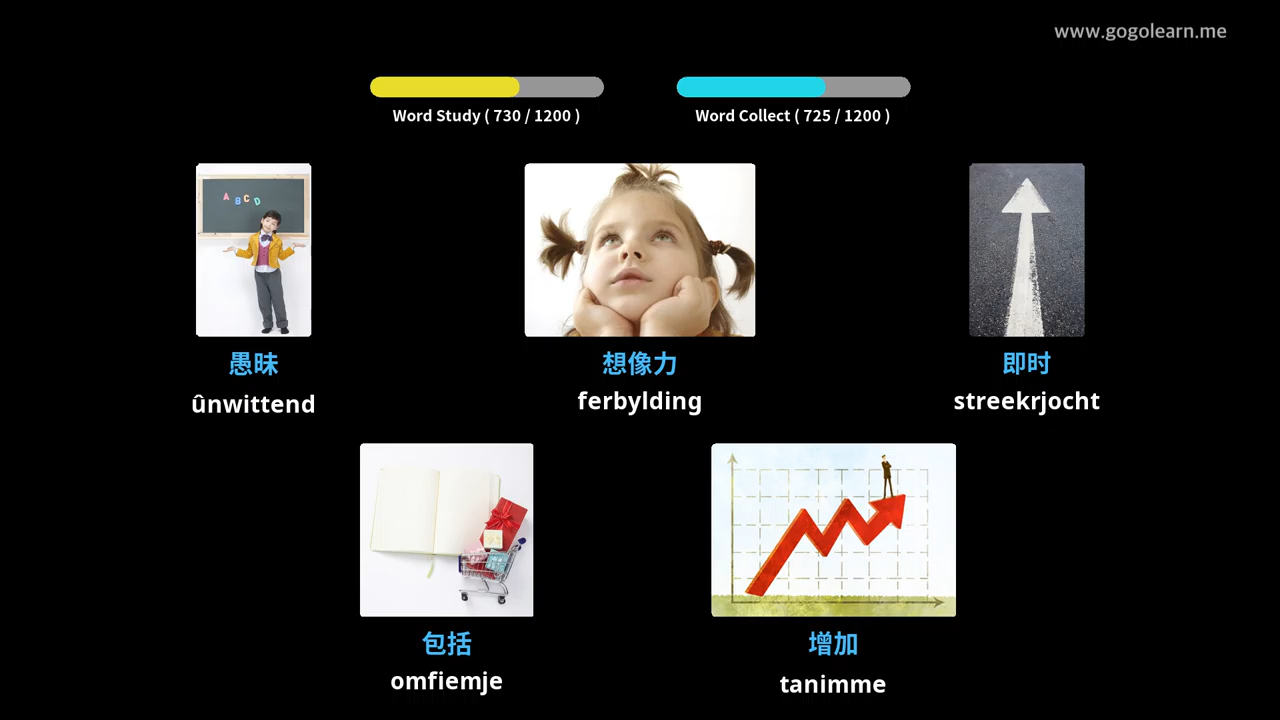 www.gogolearn.me
Word Study ( 730 / 1200 )
Word Collect ( 725 / 1200 )
A B C D
愚昧
ûnwittend
想像力
ferbylding
即时
streekrjocht
包括
omfiemje
增加
tanimme